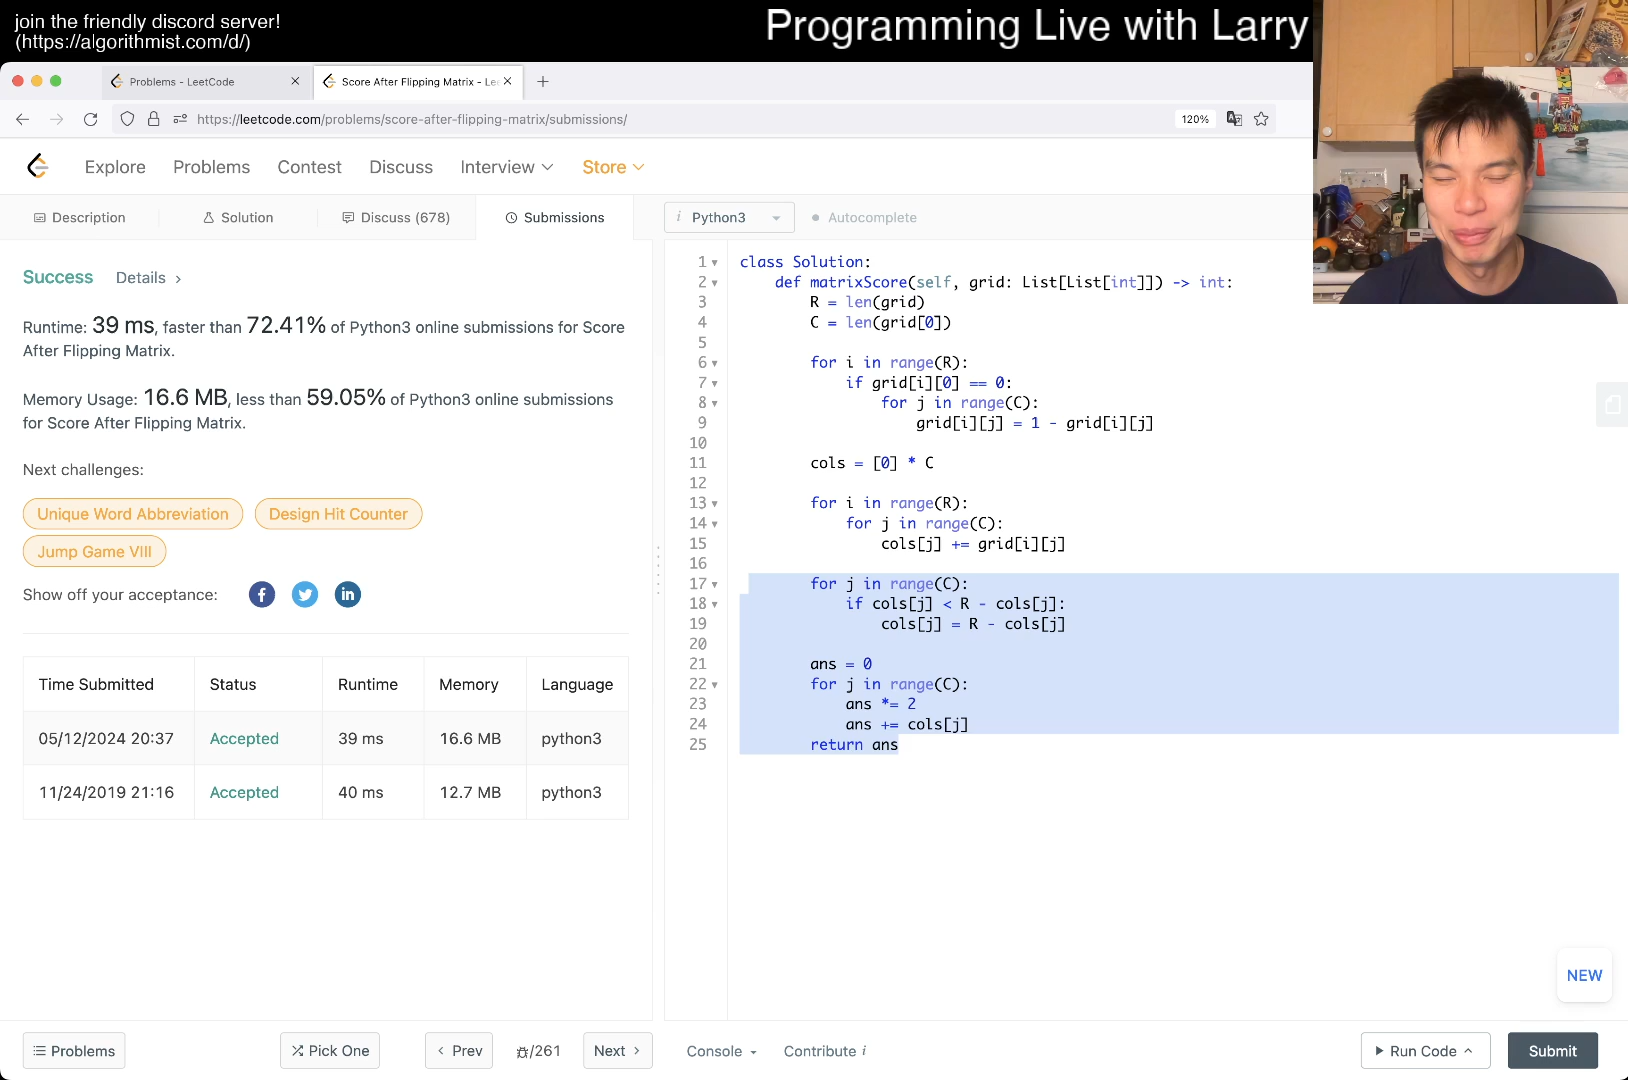 join the friendly discord server!
(https://algorithmist.com/d/)
Programming Live with Larry
Problems - LeetCode
Score After Flipping Matrix - Lee
https://leetcode.com/problems/score-after-flipping-matrix/submissions/
120%
Explore
Problems
Contest
Discuss
Interview
Store
Description
Solution
Discuss (678)
Submissions
i Python3
Autocomplete
Success
Details
Runtime: 39 ms, faster than 72.41% of Python3 online submissions for Score
After Flipping Matrix.
Memory Usage: 16.6 MB, less than 59.05% of Python3 online submissions
for Score After Flipping Matrix.
Next challenges:
Unique Word Abbreviation
Design Hit Counter
Jump Game VIII
Show off your acceptance:
Time Submitted Status Runtime Memory Language
05/12/2024 20:37 Accepted 39 ms 16.6 MB python3
11/24/2019 21:16 Accepted 40 ms 12.7 MB python3
1 class Solution:
2 def matrixScore(self, grid: List[List[int]]) -> int:
3 R = len(grid)
4 C = len(grid[0])
5
6 for i in range(R):
7 if grid[i][0] == 0:
8 for j in range(C):
9 grid[i][j] = 1 - grid[i][j]
10
11 cols = [0] * C
12
13 for i in range(R):
14 for j in range(C):
15 cols[j] += grid[i][j]
16
17 for j in range(C):
18 if cols[j] < R - cols[j]:
19 cols[j] = R - cols[j]
20
21 ans = 0
22 for j in range(C):
23 ans *= 2
24 ans += cols[j]
25 return ans
NEW
Problems
Pick One
Prev
/261
Next
Console
Contribute i
Run Code
Submit